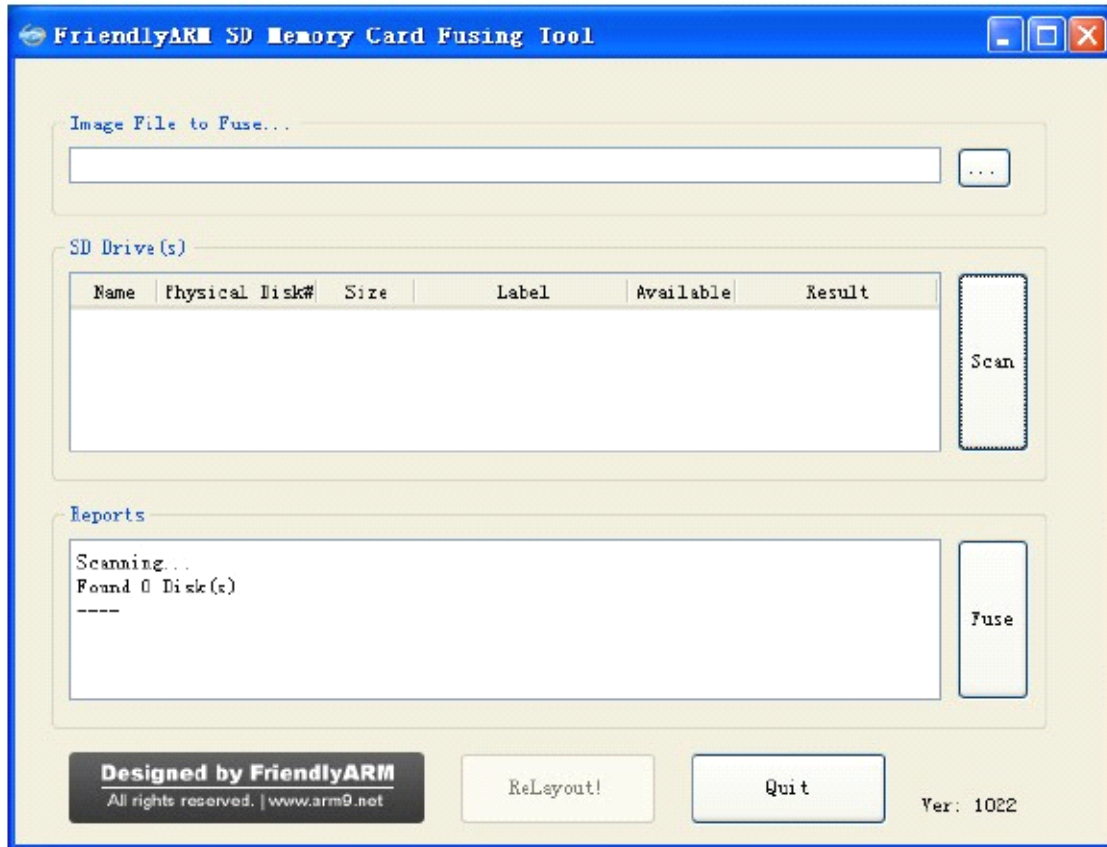 FriendlyARM SD Memory Card Fusing Tool
Image File to Fuse...
...
SD Drive(s)
Name Physical Disk# Size Label Available Result
Scan
Reports
Scanning...
Found 0 Disk(s)
----
Fuse
Designed by FriendlyARM
All rights reserved. | www.arm9.net
ReLayout!
Quit
Ver: 1022